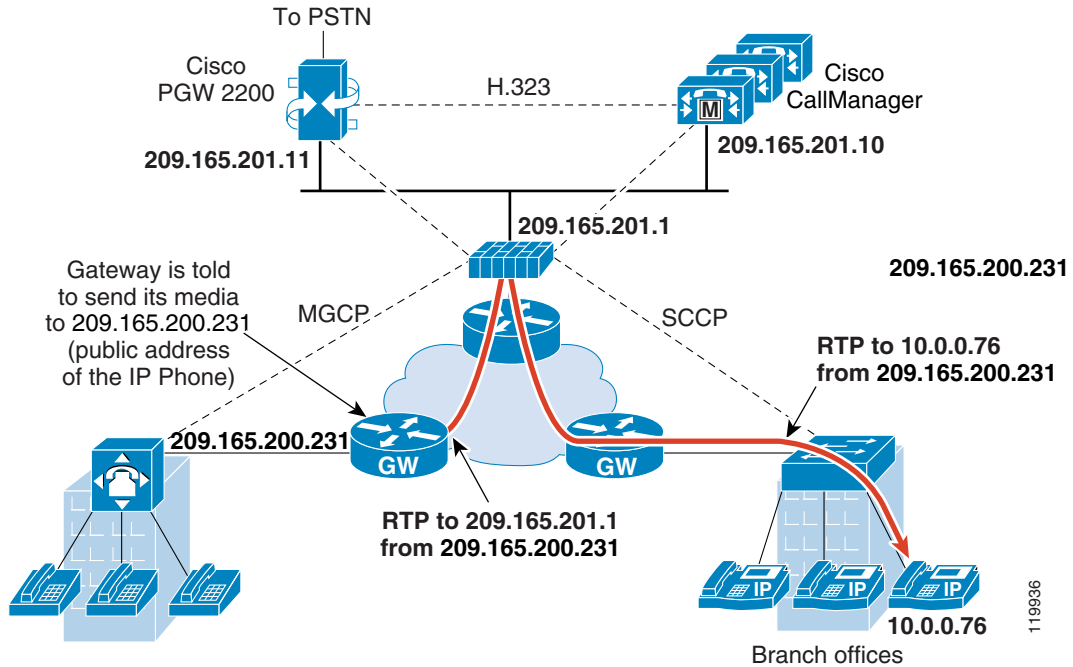 To PSTN
Cisco
PGW 2200
H.323
Cisco
CallManager
M
209.165.201.11
209.165.201.10
209.165.201.1
Gateway is told
to send its media
to 209.165.200.231
(public address
of the IP Phone)
MGCP
SCCP
209.165.200.231
RTP to 10.0.0.76
from 209.165.200.231
209.165.200.231
GW
GW
RTP to 209.165.201.1
from 209.165.200.231
IP
IP
IP
10.0.0.76
Branch offices
119936